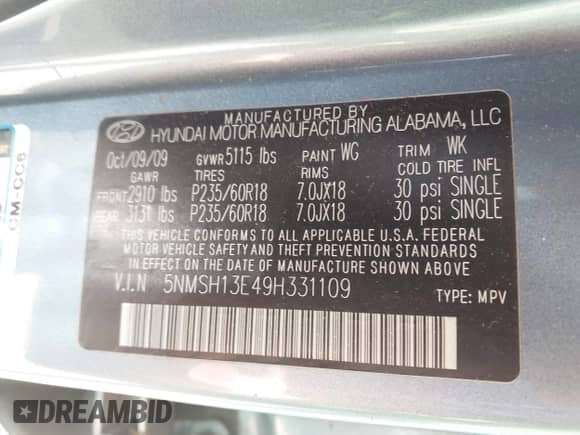 MANUFACTURED BY
HYUNDAI MOTOR MANUFACTURING ALABAMA, LLC
Oct/09/09 GVWR 5115 lbs PAINT WG TRIM WK
GAWR TIRES RIMS COLD TIRE INFL
FRONT 2910 lbs P235/60R18 7.0JX18 30 psi SINGLE
REAR 3131 lbs P235/60R18 7.0JX18 30 psi SINGLE
THIS VEHICLE CONFORMS TO ALL APPLICABLE U.S.A. FEDERAL
MOTOR VEHICLE SAFETY AND THEFT PREVENTION STANDARDS
IN EFFECT ON THE DATE OF MANUFACTURE SHOWN ABOVE
V.I.N 5NMSH13E49H331109 TYPE: MPV
CM-CC6
DREAMBID